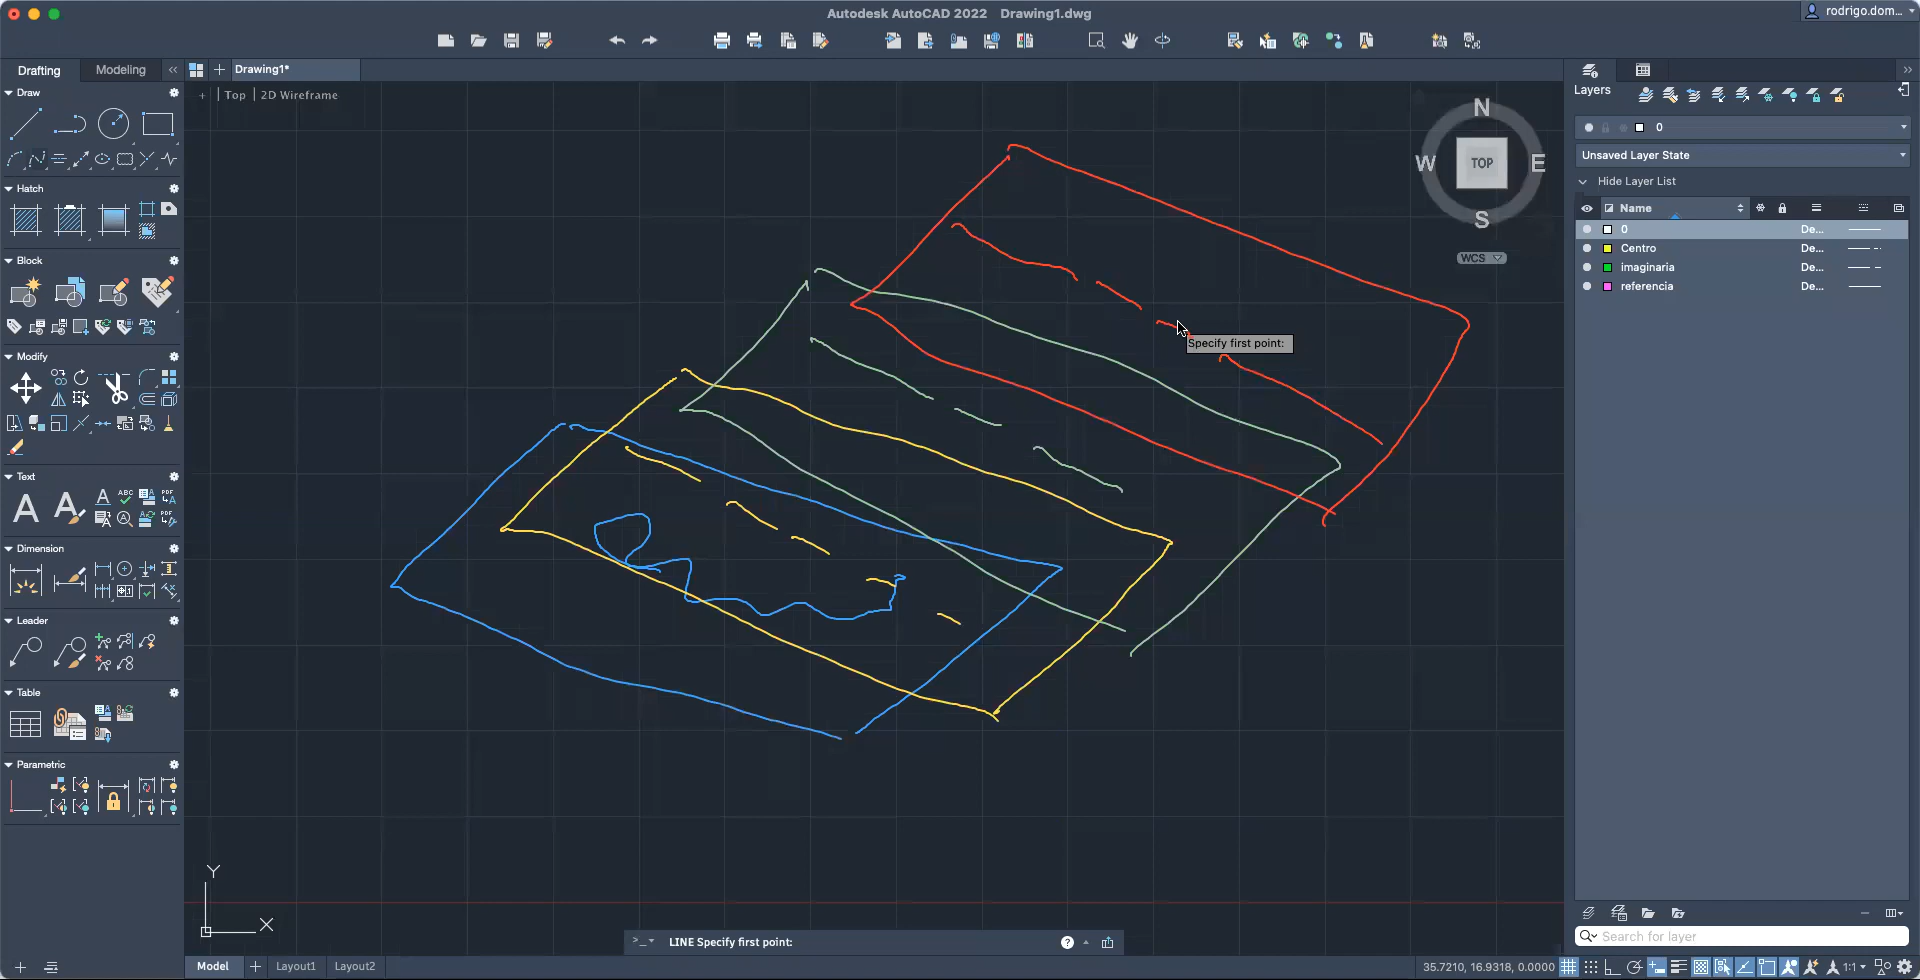 Autodesk AutoCAD 2022 Drawing1.dwg
rodrigo.dom...
Drafting Modeling
Drawing1*
+ | Top | 2D Wireframe
Draw
Hatch
Block
Modify
Text
A A A ABC PDF
PDF
Dimension
Leader
Table
Parametric
N
W TOP E
S
WCS
Specify first point:
Y
X
>_ LINE Specify first point:
?
Model + Layout1 Layout2
Layers
0
Unsaved Layer State
Hide Layer List
Name
0 De...
Centro De...
imaginaria De...
referencia De...
Search for layer
35.7210, 16.9318, 0.0000
1:1